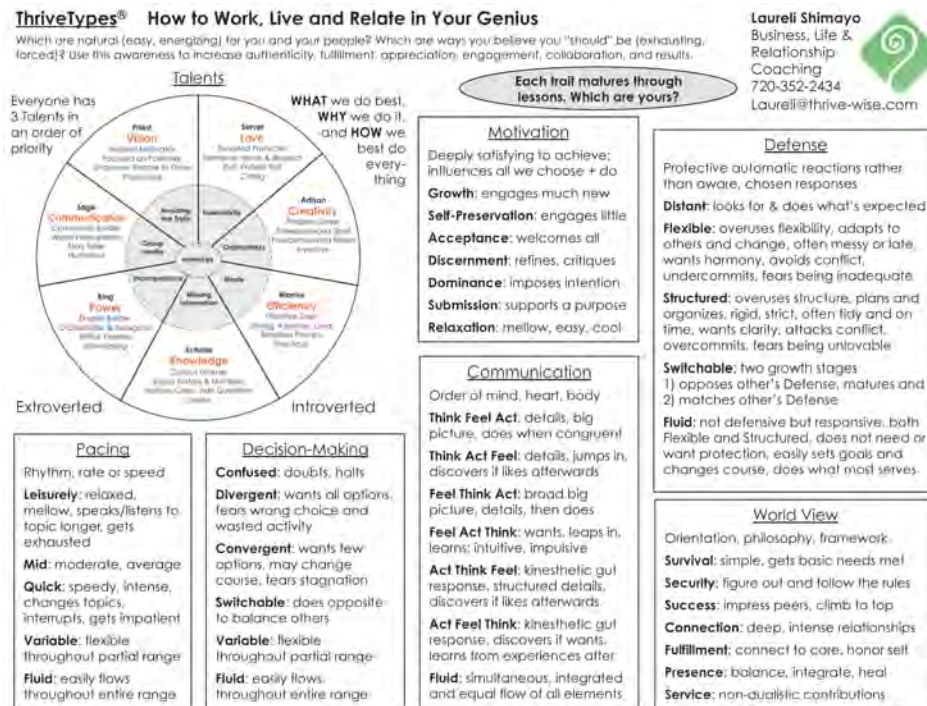 ThriveTypes® How to Work, Live and Relate in Your Genius
Which are natural (easy, energizing) for you and your people? Which are ways you believe you "should" be (exhausting,
forced)? Use this awareness to increase authenticity, fulfillment, appreciation, engagement, collaboration, and results.
Laureli Shimayo
Business, Life &
Relationship
Coaching
720-352-2434
Laureli@thrive-wise.com
Each trait matures through
lessons. Which are yours?
Talents
Everyone has
3 Talents in
an order of
priority
WHAT we do best,
WHY we do it,
and HOW we
best do
every-
thing
Priest
Vision
Server
Love
Artisan
Creativity
Warrior
Efficiency
Scholar
Knowledge
King
Power
Sage
Communication
Extroverted
Introverted
Motivation
Deeply satisfying to achieve;
influences all we choose + do
Growth: engages much new
Self-Preservation: engages little
Acceptance: welcomes all
Discernment: refines, critiques
Dominance: imposes intention
Submission: supports a purpose
Relaxation: mellow, easy, cool
Defense
Protective automatic reactions rather
than aware, chosen responses
Distant: looks for & does what's expected
Flexible: overuses flexibility, adapts to
others and change, often messy or late,
wants harmony, avoids conflict,
undercommits, fears being inadequate
Structured: overuses structure, plans and
organizes, rigid, strict, often tidy and on
time, wants clarity, attacks conflict,
overcommits, fears being unlovable
Switchable: two growth stages
1) opposes other's Defense, matures and
2) matches other's Defense
Fluid: not defensive but responsive, both
Flexible and Structured, does not need or
want protection, easily sets goals and
changes course, does what most serves
Pacing
Rhythm, rate or speed
Leisurely: relaxed,
mellow, speaks/listens to
topic longer, gets
exhausted
Mid: moderate, average
Quick: speedy, intense,
changes topics,
interrupts, gets impatient
Variable: flexible
throughout partial range
Fluid: easily flows
throughout entire range
Decision-Making
Confused: doubts, halts
Divergent: wants all options,
fears wrong choice and
wasted activity
Convergent: wants few
options, may change
course, fears stagnation
Switchable: does opposite
to balance others
Variable: flexible
throughout partial range
Fluid: easily flows
throughout entire range
Communication
Order of mind, heart, body
Think Feel Act: details, big
picture, does when congruent
Think Act Feel: details, jumps in,
discovers if likes afterwards
Feel Think Act: broad big
picture, details, then does
Feel Act Think: wants, leaps in,
learns; intuitive, impulsive
Act Think Feel: kinesthetic gut
response, structured details,
discovers if likes afterwards
Act Feel Think: kinesthetic gut
response, discovers if wants,
learns from experiences after
Fluid: simultaneous, integrated
and equal flow of all elements
World View
Orientation, philosophy, framework
Survival: simple, gets basic needs met
Security: figure out and follow the rules
Success: impress peers, climb to top
Connection: deep, intense relationships
Fulfillment: connect to core, honor self
Presence: balance, integrate, heal
Service: non-dualistic contributions